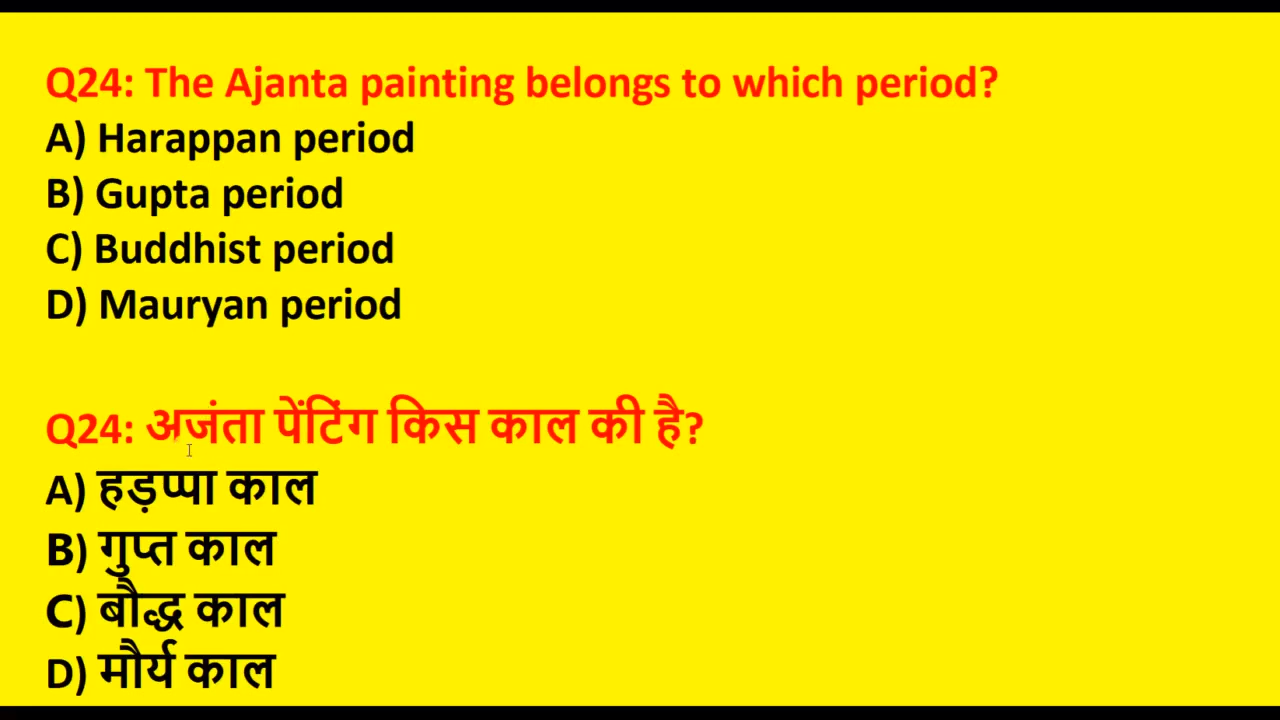 Q24: The Ajanta painting belongs to which period?
A) Harappan period
B) Gupta period
C) Buddhist period
D) Mauryan period
Q24: अजंता पेंटिंग किस काल की है?
A) हड़प्पा काल
B) गुप्त काल
C) बौद्ध काल
D) मौर्य काल